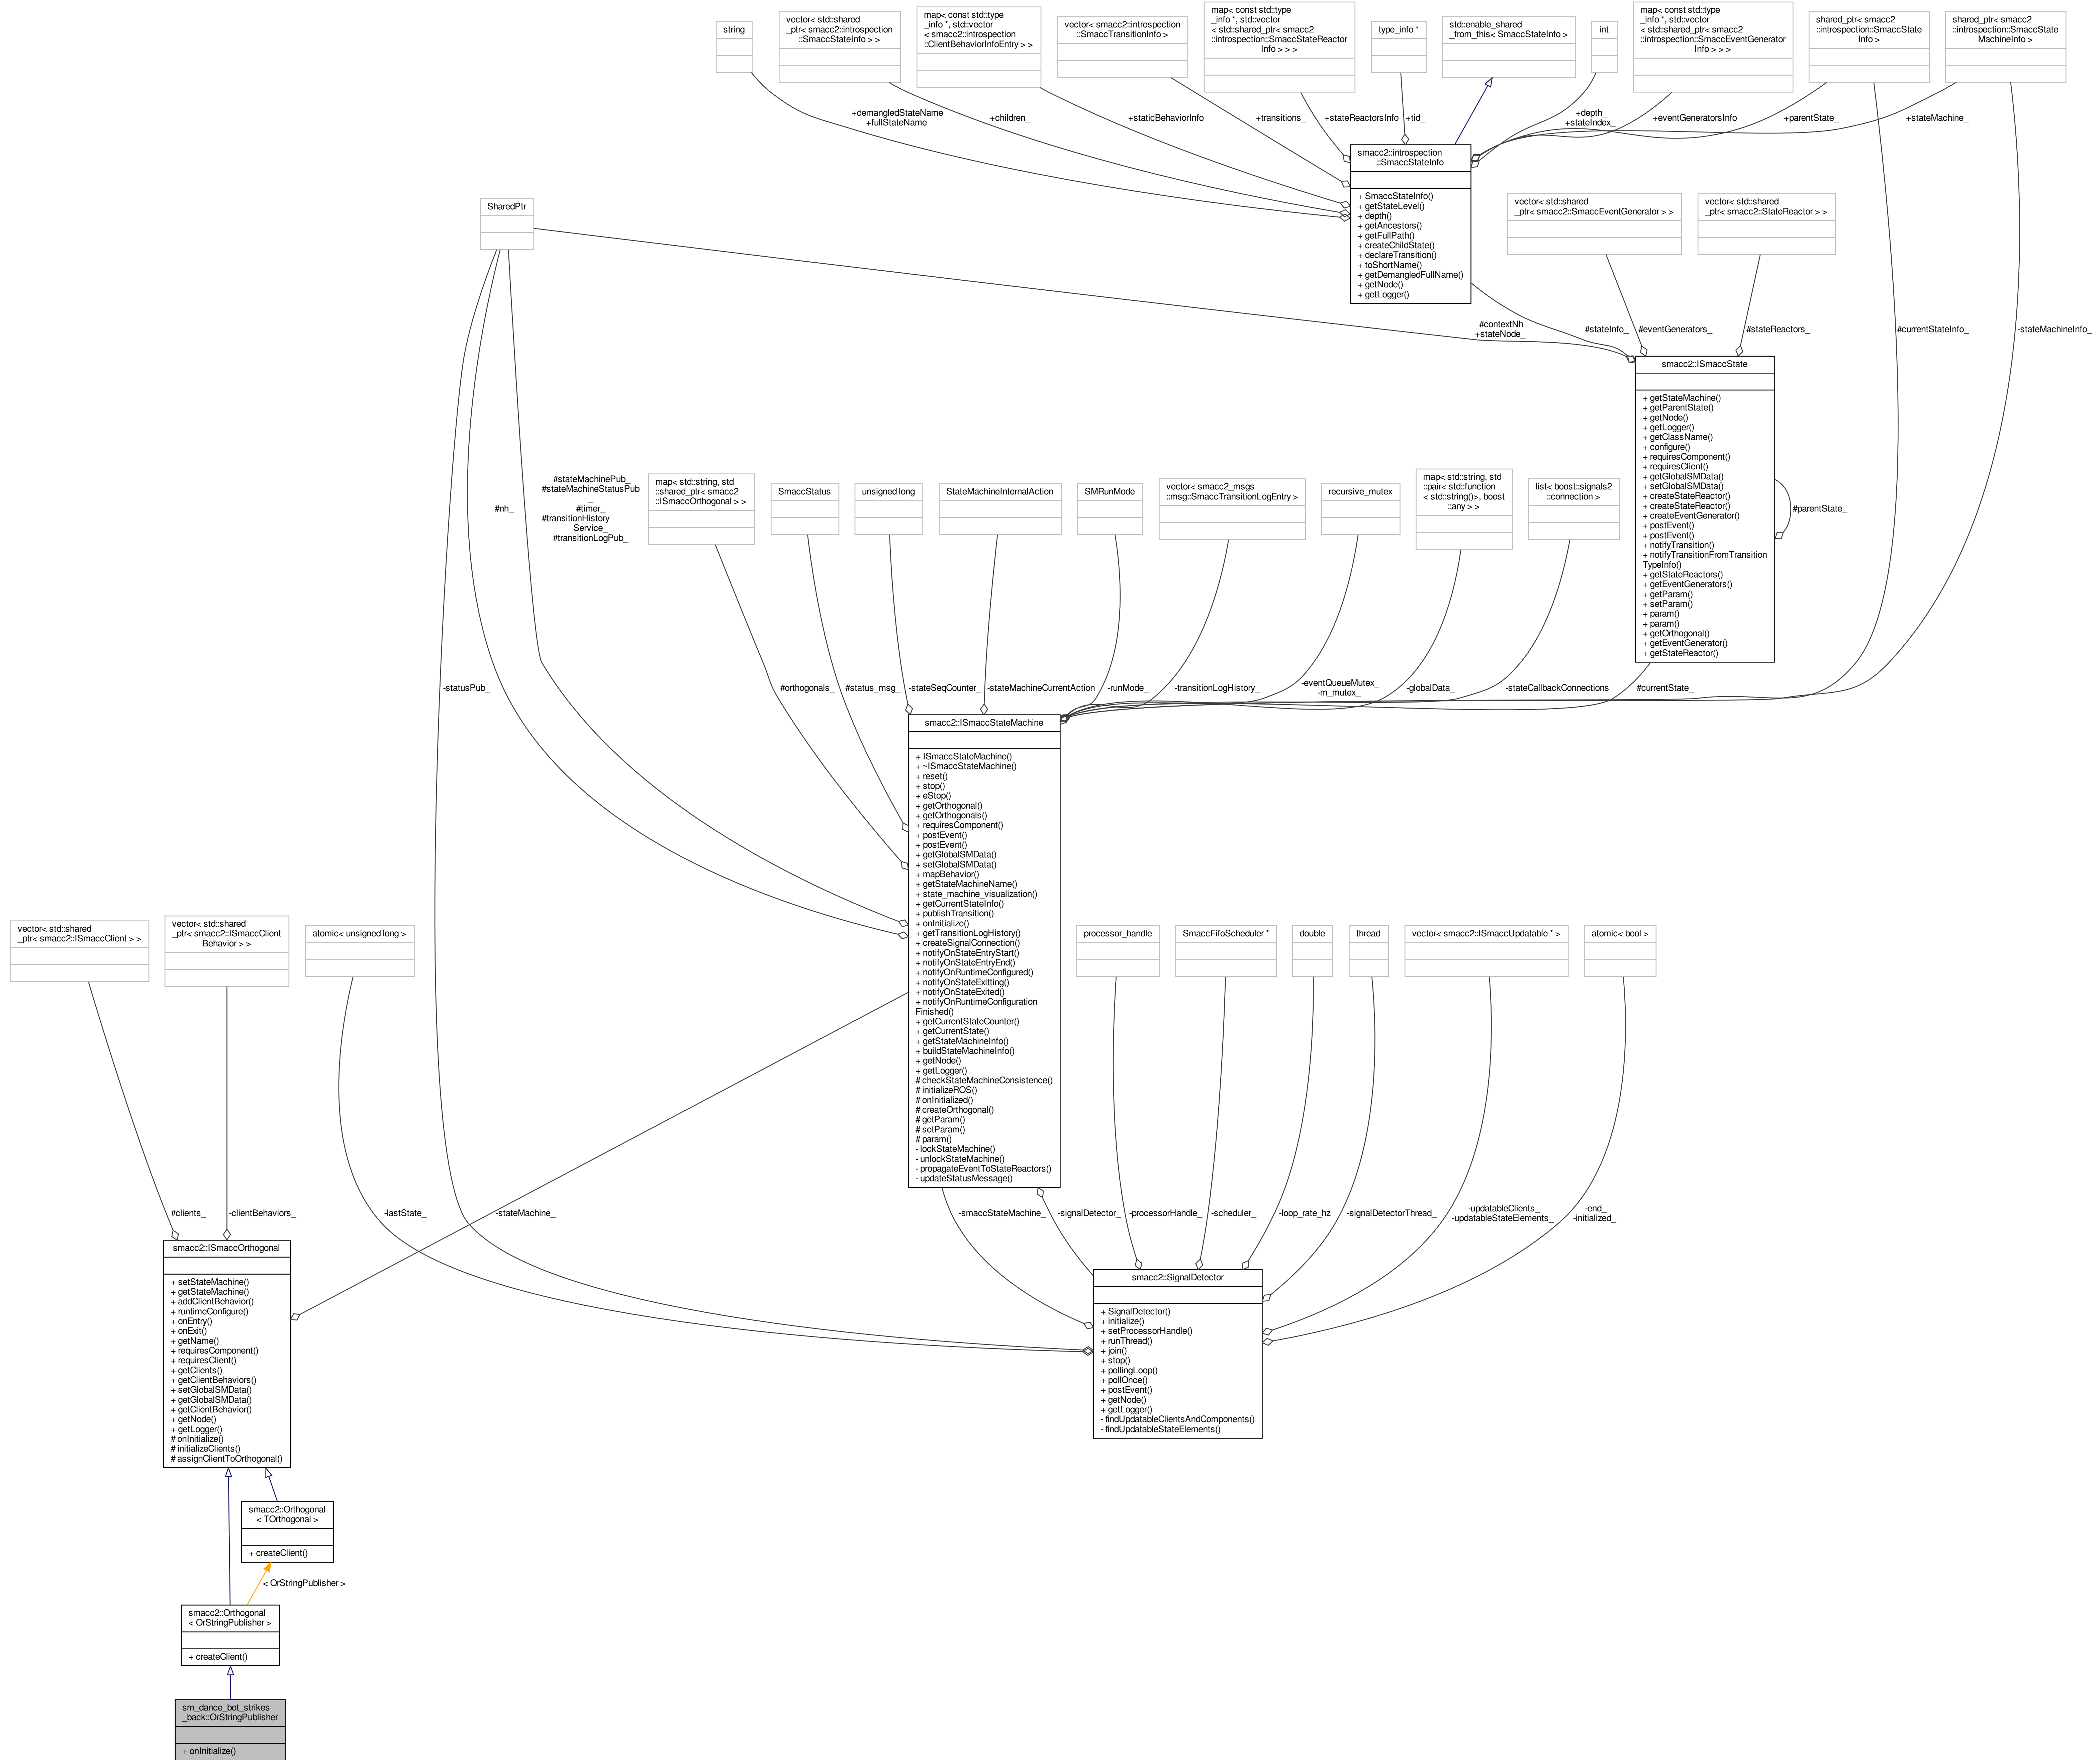 string
vector< std::shared
_ptr< smacc2::introspection
::SmaccStateInfo > >
map< const std::type
_info *, std::vector
< smacc2::introspection
::ClientBehaviorInfoEntry > >
vector< smacc2::introspection
::SmaccTransitionInfo >
map< const std::type
_info *, std::vector
< std::shared_ptr< smacc2
::introspection::SmaccStateReactor
Info > > >
type_info *
std::enable_shared
_from_this< SmaccStateInfo >
int
map< const std::type
_info *, std::vector
< std::shared_ptr< smacc2
::introspection::SmaccEventGenerator
Info > > >
shared_ptr< smacc2
::introspection::SmaccState
Info >
shared_ptr< smacc2
::introspection::SmaccState
MachineInfo >
+demangledStateName
+fullStateName
+children_
+staticBehaviorInfo
+transitions_
+stateReactorsInfo
+tid_
+depth_
+stateIndex_
+eventGeneratorsInfo
+parentState_
+stateMachine_
smacc2::introspection
::SmaccStateInfo
+ SmaccStateInfo()
+ getStateLevel()
+ depth()
+ getAncestors()
+ getFullPath()
+ createChildState()
+ declareTransition()
+ toShortName()
+ getDemangledFullName()
+ getNode()
+ getLogger()
SharedPtr
vector< std::shared
_ptr< smacc2::SmaccEventGenerator > >
vector< std::shared
_ptr< smacc2::StateReactor > >
#contextNh
+stateNode_
#stateInfo_
#eventGenerators_
#stateReactors_
#currentStateInfo_
-stateMachineInfo_
smacc2::ISmaccState
+ getStateMachine()
+ getParentState()
+ getNode()
+ getLogger()
+ getClassName()
+ configure()
+ requiresComponent()
+ requiresClient()
+ getGlobalSMData()
+ setGlobalSMData()
+ createStateReactor()
+ createStateReactor()
+ createEventGenerator()
+ postEvent()
+ postEvent()
+ notifyTransition()
+ notifyTransitionFromTransition
TypeInfo()
+ getStateReactors()
+ getEventGenerators()
+ getParam()
+ setParam()
+ param()
+ param()
+ getOrthogonal()
+ getEventGenerator()
+ getStateReactor()
#parentState_
#nh_
#stateMachinePub_
#stateMachineStatusPub
_
#timer_
#transitionHistory
Service_
#transitionLogPub_
map< std::string, std
::shared_ptr< smacc2
::ISmaccOrthogonal > >
SmaccStatus
unsigned long
StateMachineInternalAction
SMRunMode
vector< smacc2_msgs
::msg::SmaccTransitionLogEntry >
recursive_mutex
map< std::string, std
::pair< std::function
< std::string()>, boost
::any > >
list< boost::signals2
::connection >
-statusPub_
#orthogonals_
#status_msg_
-stateSeqCounter_
-stateMachineCurrentAction
-runMode_
-transitionLogHistory_
-eventQueueMutex_
-m_mutex_
-globalData_
-stateCallbackConnections
#currentState_
smacc2::ISmaccStateMachine
+ ISmaccStateMachine()
+ ~ISmaccStateMachine()
+ reset()
+ stop()
+ eStop()
+ getOrthogonal()
+ getOrthogonals()
+ requiresComponent()
+ postEvent()
+ postEvent()
+ getGlobalSMData()
+ setGlobalSMData()
+ mapBehavior()
+ getStateMachineName()
+ state_machine_visualization()
+ getCurrentStateInfo()
+ publishTransition()
+ onInitialize()
+ getTransitionLogHistory()
+ createSignalConnection()
+ notifyOnStateEntryStart()
+ notifyOnStateEntryEnd()
+ notifyOnRuntimeConfigured()
+ notifyOnStateExitting()
+ notifyOnStateExited()
+ notifyOnRuntimeConfiguration
Finished()
+ getCurrentStateCounter()
+ getCurrentState()
+ getStateMachineInfo()
+ buildStateMachineInfo()
+ getNode()
+ getLogger()
# checkStateMachineConsistence()
# initializeROS()
# onInitialized()
# createOrthogonal()
# getParam()
# setParam()
# param()
- lockStateMachine()
- unlockStateMachine()
- propagateEventToStateReactors()
- updateStatusMessage()
vector< std::shared
_ptr< smacc2::ISmaccClient > >
vector< std::shared
_ptr< smacc2::ISmaccClient
Behavior > >
atomic< unsigned long >
processor_handle
SmaccFifoScheduler *
double
thread
vector< smacc2::ISmaccUpdatable * >
atomic< bool >
#clients_
-clientBehaviors_
-lastState_
-stateMachine_
-smaccStateMachine_
-signalDetector_
-processorHandle_
-scheduler_
-loop_rate_hz
-signalDetectorThread_
-updatableClients_
-updatableStateElements_
-end_
-initialized_
smacc2::ISmaccOrthogonal
+ setStateMachine()
+ getStateMachine()
+ addClientBehavior()
+ runtimeConfigure()
+ onEntry()
+ onExit()
+ getName()
+ requiresComponent()
+ requiresClient()
+ getClients()
+ getClientBehaviors()
+ setGlobalSMData()
+ getGlobalSMData()
+ getClientBehavior()
+ getNode()
+ getLogger()
# onInitialize()
# initializeClients()
# assignClientToOrthogonal()
smacc2::SignalDetector
+ SignalDetector()
+ initialize()
+ setProcessorHandle()
+ runThread()
+ join()
+ stop()
+ pollingLoop()
+ pollOnce()
+ postEvent()
+ getNode()
+ getLogger()
- findUpdatableClientsAndComponents()
- findUpdatableStateElements()
smacc2::Orthogonal
< TOrthogonal >
+ createClient()
< OrStringPublisher >
smacc2::Orthogonal
< OrStringPublisher >
+ createClient()
sm_dance_bot_strikes
_back::OrStringPublisher
+ onInitialize()